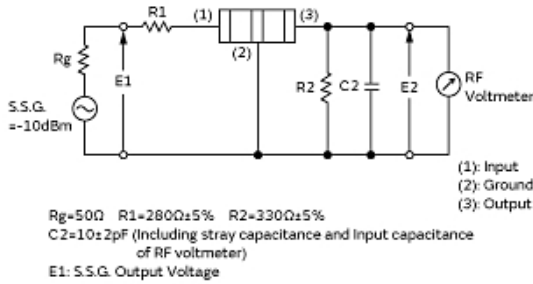 R1
(1)
(3)
(2)
Rg
E1
R2
C2
E2
RF
Voltmeter
S.S.G.
=-10dBm
(1): Input
(2): Ground
(3): Output
Rg=50Ω R1=280Ω±5% R2=330Ω±5%
C2=10±2pF (Including stray capacitance and Input capacitance
of RF voltmeter)
E1: S.S.G. Output Voltage